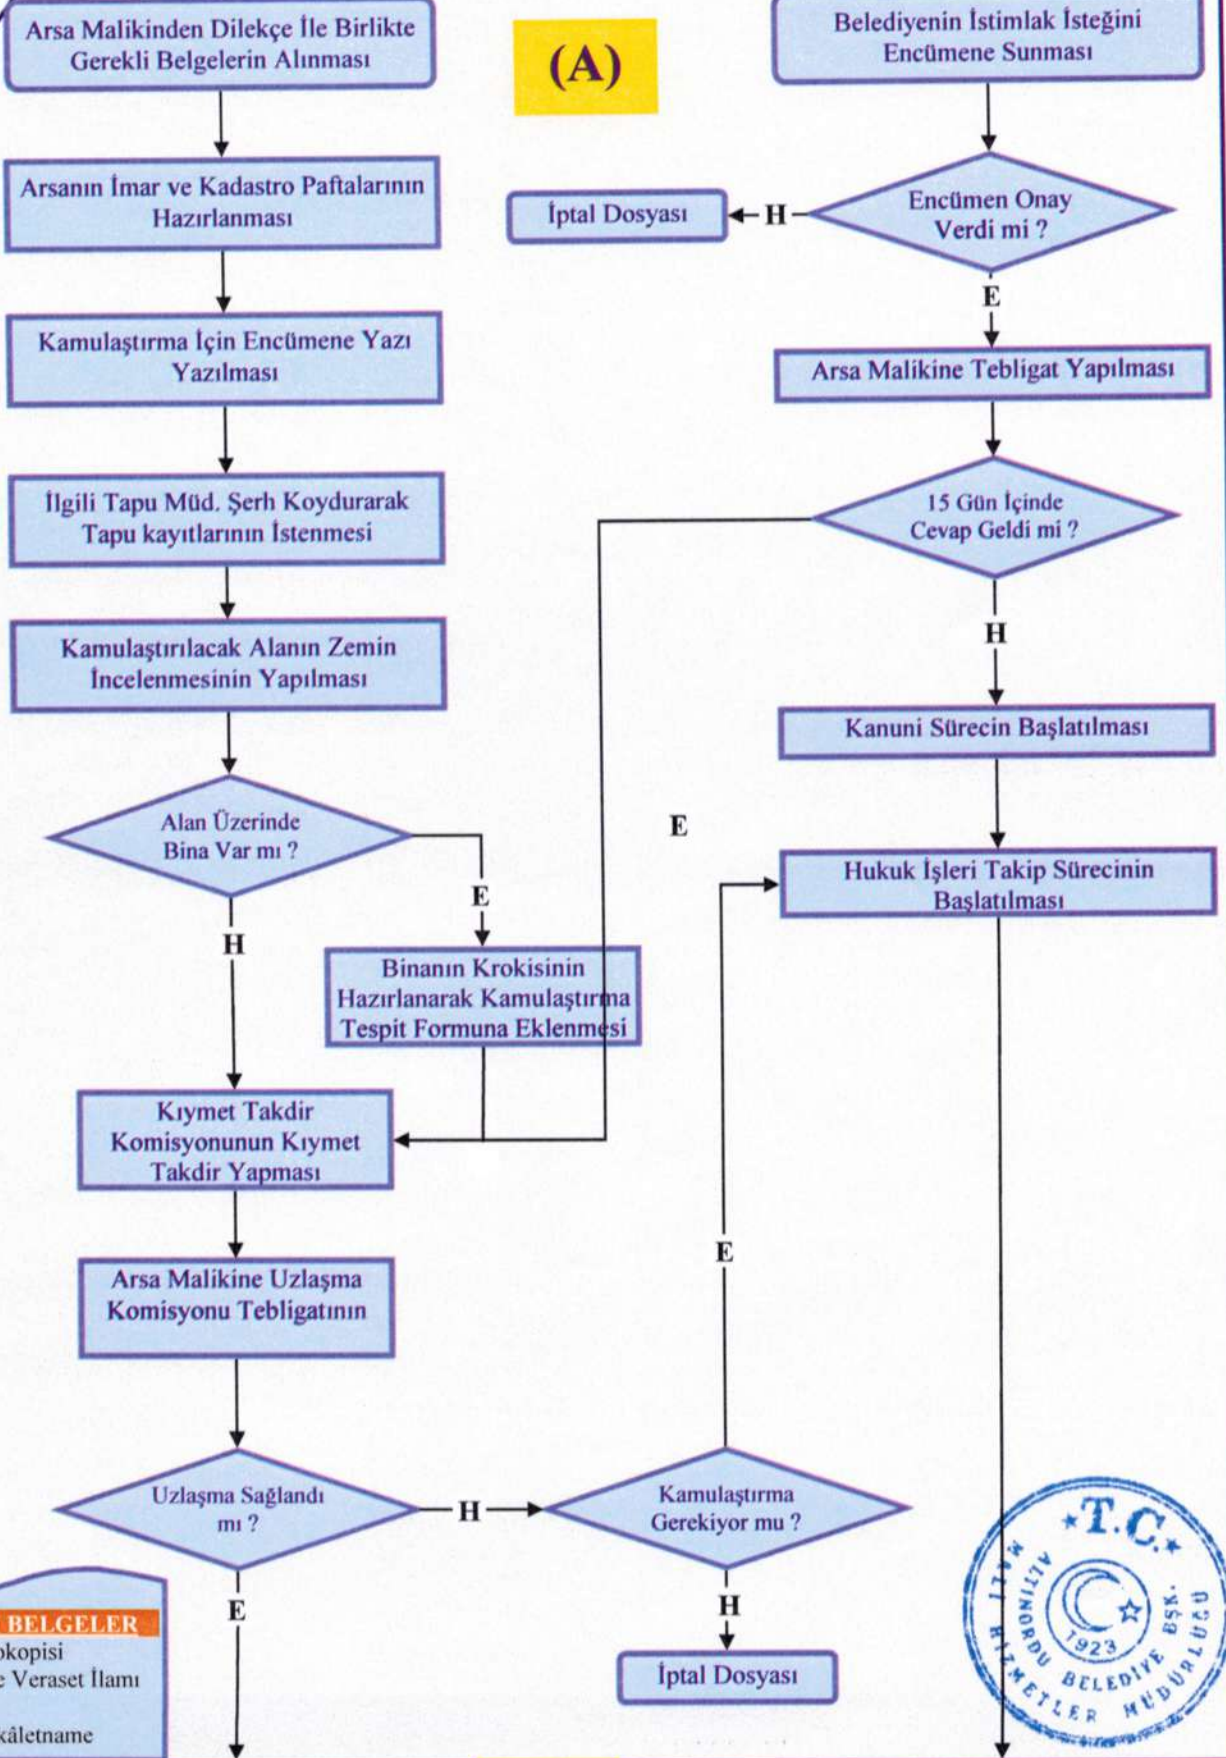 Arsa Malikinden Dilekçe İle Birlikte
Gerekli Belgelerin Alınması
(A)
Belediyenin İstimlak İsteğini
Encümene Sunması
Arsanın İmar ve Kadastro Paftalarının
Hazırlanması
İptal Dosyası
H
Encümen Onay
Verdi mi ?
E
Kamulaştırma İçin Encümene Yazı
Yazılması
Arsa Malikine Tebligat Yapılması
İlgili Tapu Müd. Şerh Koydurarak
Tapu kayıtlarının İstenmesi
15 Gün İçinde
Cevap Geldi mi ?
H
Kamulaştırılacak Alanın Zemin
İncelenmesinin Yapılması
Kanuni Sürecin Başlatılması
Alan Üzerinde
Bina Var mı ?
E
E
H
Hukuk İşleri Takip Sürecinin
Başlatılması
Binanın Krokisinin
Hazırlanarak Kamulaştırma
Tespit Formuna Eklenmesi
Kıymet Takdir
Komisyonunun Kıymet
Takdir Yapması
Arsa Malikine Uzlaşma
Komisyonu Tebligatının
E
Uzlaşma Sağlandı
mı ?
H
Kamulaştırma
Gerekiyor mu ?
E
H
İptal Dosyası
BELGELER
okopisi
e Veraset İlamı
kâletname
T.C.
ALTINORDU BELEDİYE BŞK.
MALİ HİZMETLER MÜDÜRLÜĞÜ
1923